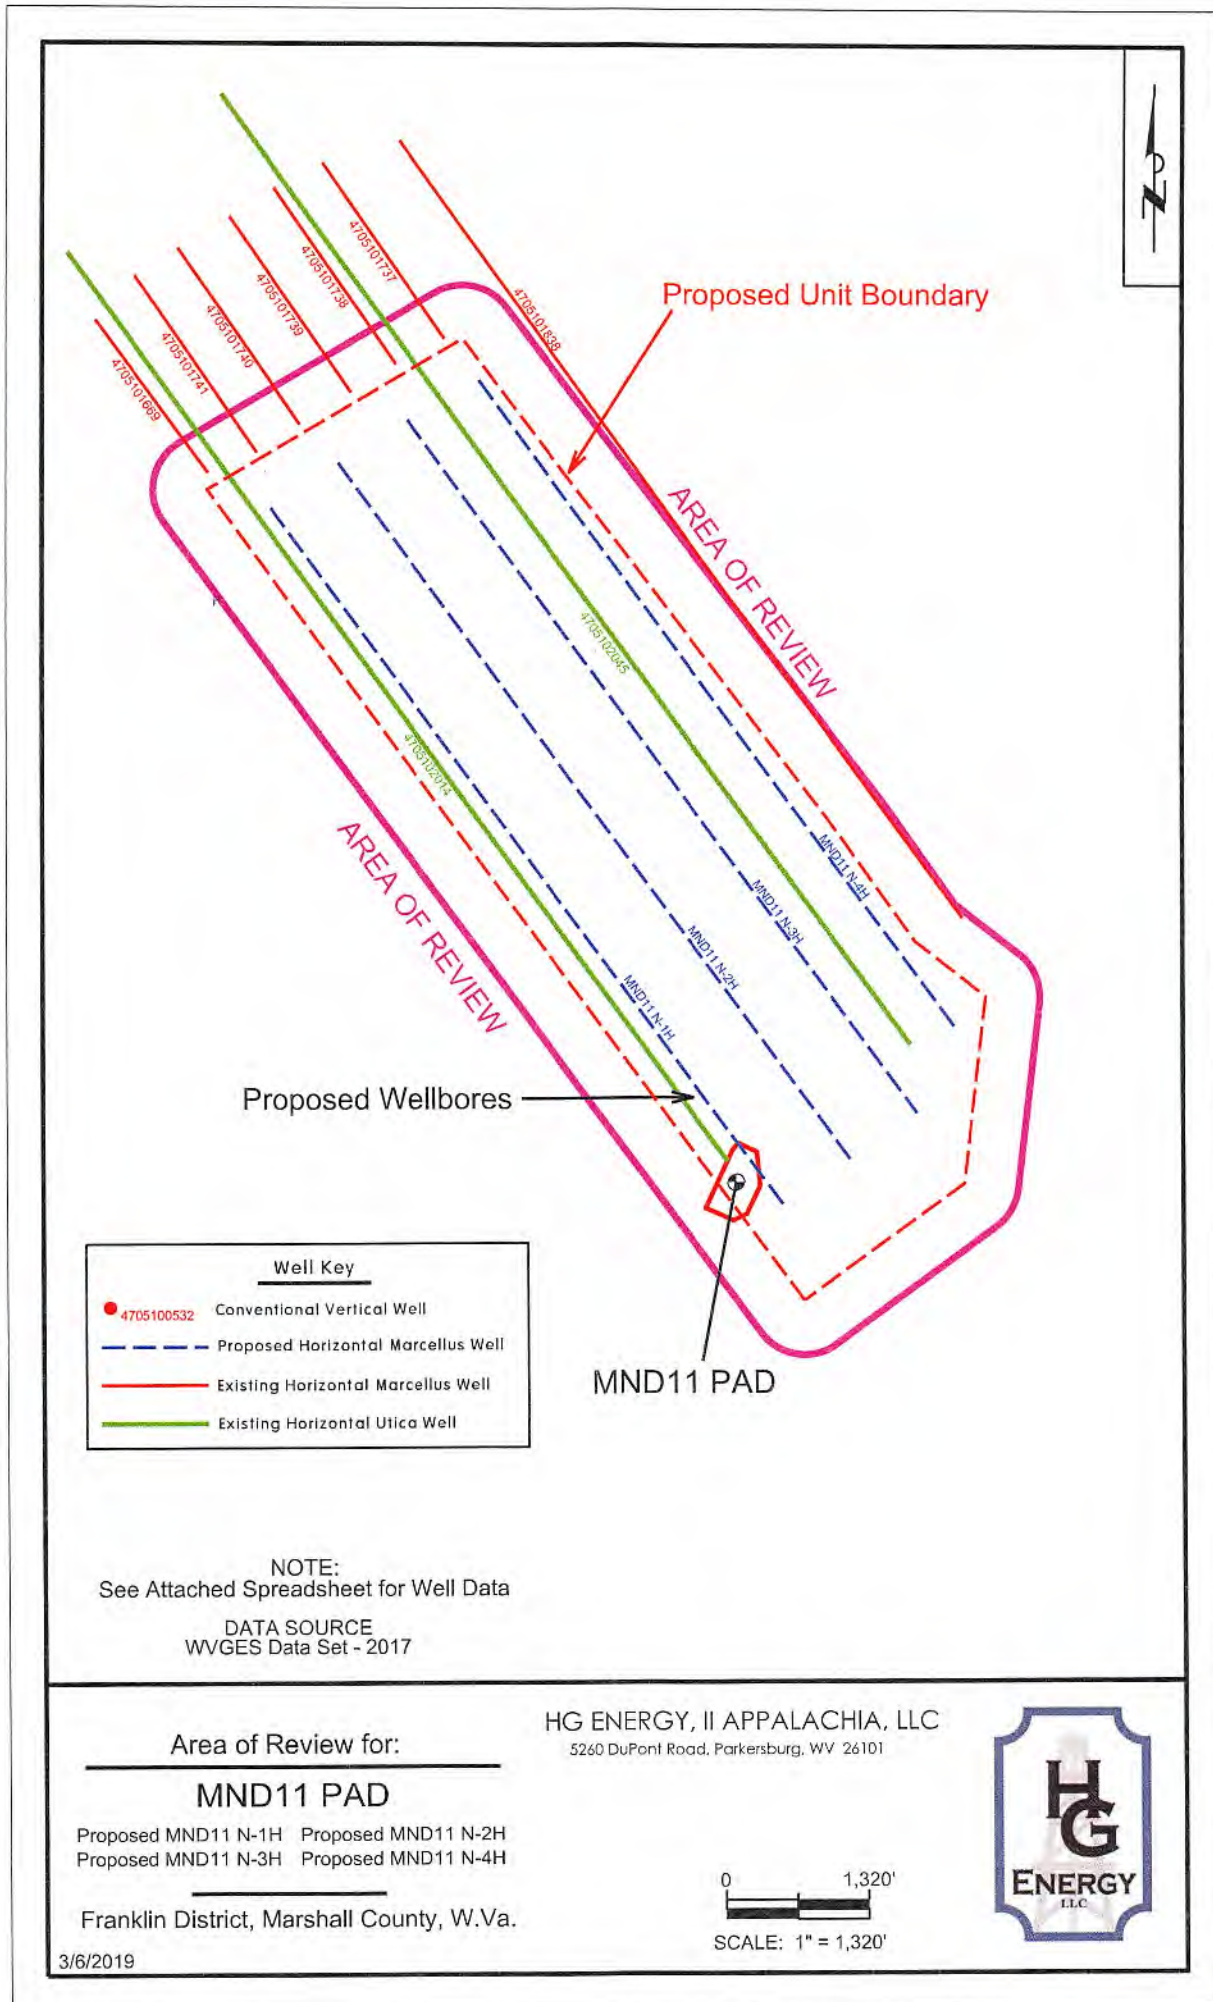 N
4705101737
4705101738
4705101739
4705101740
4705101741
4705101669
4705101838
Proposed Unit Boundary
AREA OF REVIEW
4705102045
4705102014
AREA OF REVIEW
MND11 N-4H
MND11 N-3H
MND11 N-2H
MND11 N-1H
Proposed Wellbores
MND11 PAD
Well Key
4705100532 Conventional Vertical Well
Proposed Horizontal Marcellus Well
Existing Horizontal Marcellus Well
Existing Horizontal Utica Well
NOTE:
See Attached Spreadsheet for Well Data
DATA SOURCE
WVGES Data Set - 2017
Area of Review for:
MND11 PAD
Proposed MND11 N-1H Proposed MND11 N-2H
Proposed MND11 N-3H Proposed MND11 N-4H
Franklin District, Marshall County, W.Va.
3/6/2019
HG ENERGY, II APPALACHIA, LLC
5260 DuPont Road, Parkersburg, WV 26101
0 1,320'
SCALE: 1" = 1,320'
HG
ENERGY
LLC